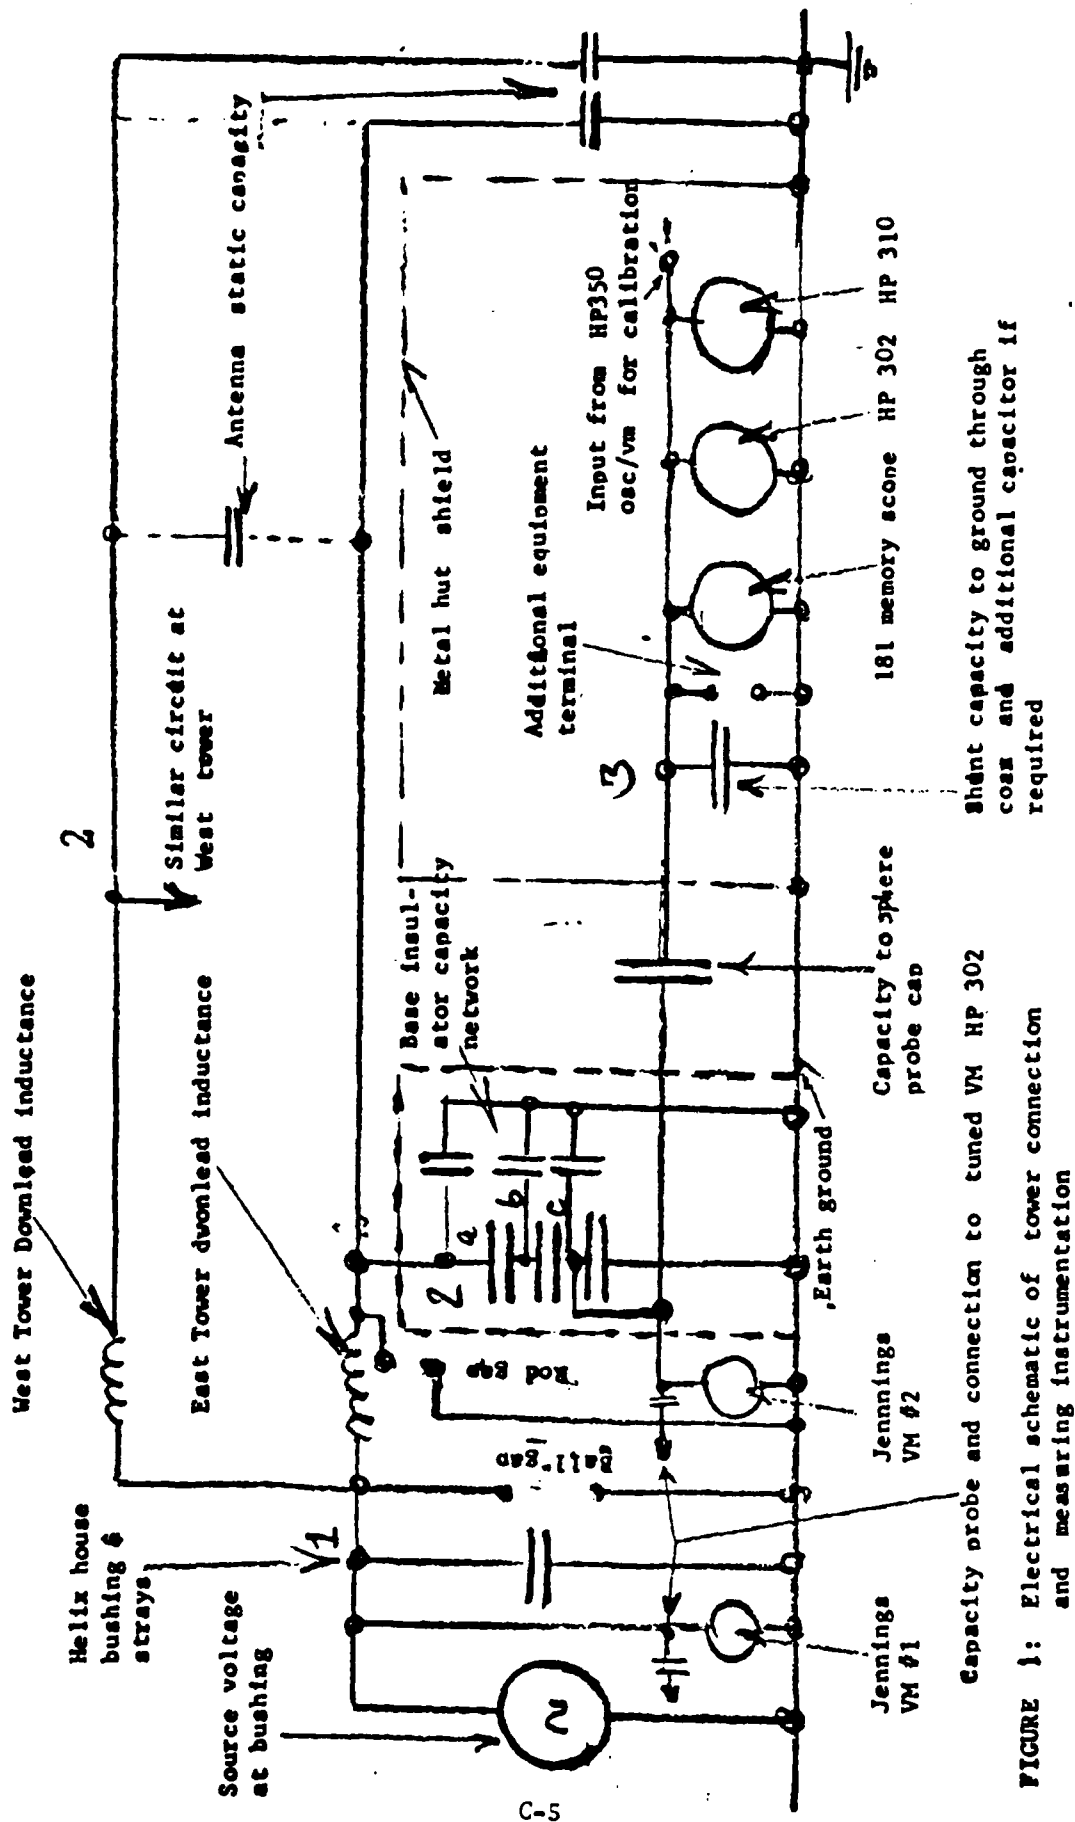 West Tower Downlead inductance
East Tower dwonlead inductance
Helix house
bushing &
strays
Source voltage
at bushing
1
2
Similar circuit at
West tower
Antenna static capacity
Base insul-
ator capacity
network
2
a
b
c
Rod gap
Ball gap
Metal hut shield
Additional equipment
terminal
Input from HP350
osc/vm for calibration
3
181 memory scope HP 302 HP 310
Shunt capacity to ground through
coax and additional capacitor if
required
Capacity to sphere
probe cap
Earth ground
Jennnings
VM #2
Jennings
VM #1
Capacity probe and connection to tuned VM HP 302
FIGURE 1: Electrical schematic of tower connection
and measuring instrumentation
C-5